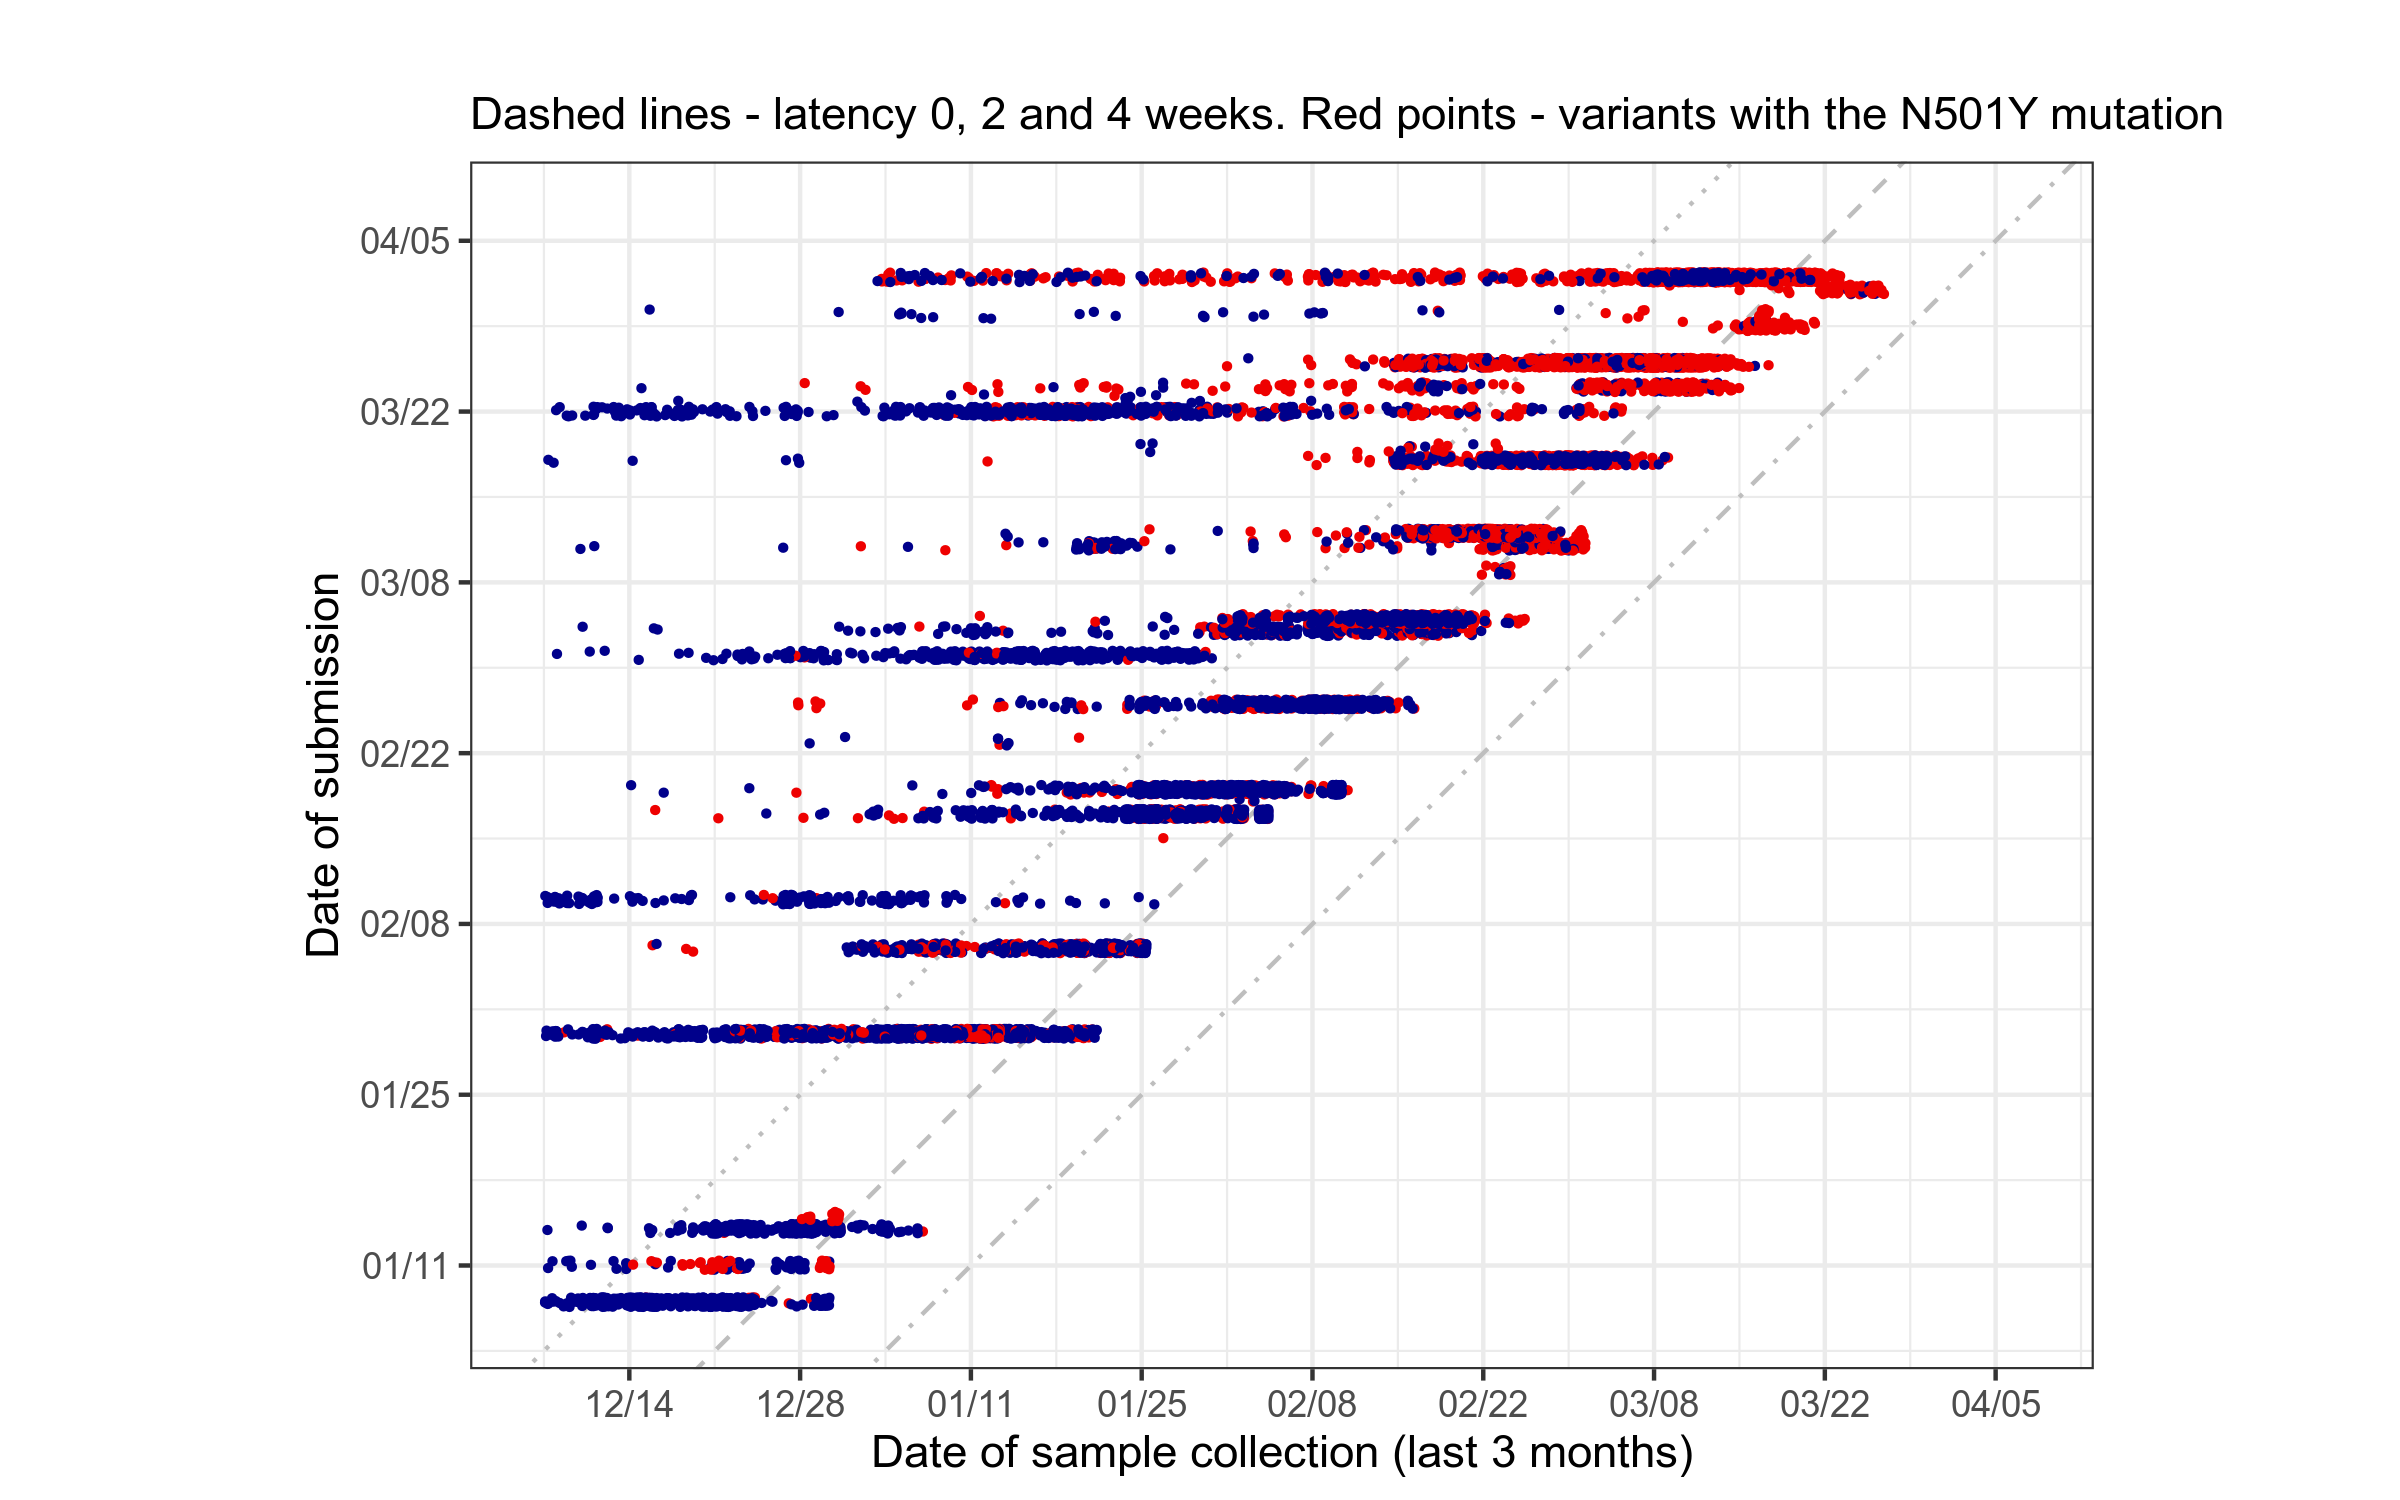 Dashed lines - latency 0, 2 and 4 weeks. Red points - variants with the N501Y mutation
Date of submission
04/05
03/22
03/08
02/22
02/08
01/25
01/11
12/14 12/28 01/11 01/25 02/08 02/22 03/08 03/22 04/05
Date of sample collection (last 3 months)